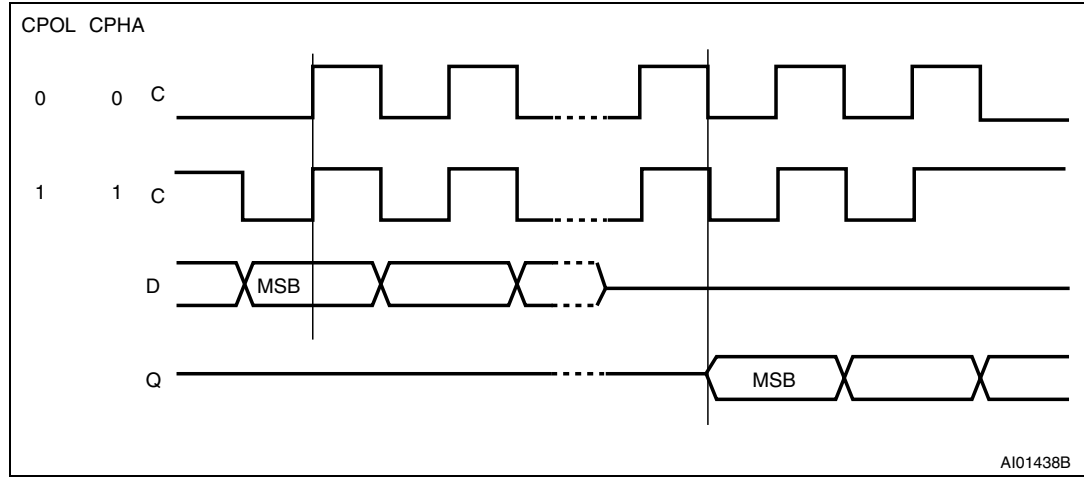 CPOL CPHA
0 0 C
1 1 C
D MSB
Q MSB
AI01438B